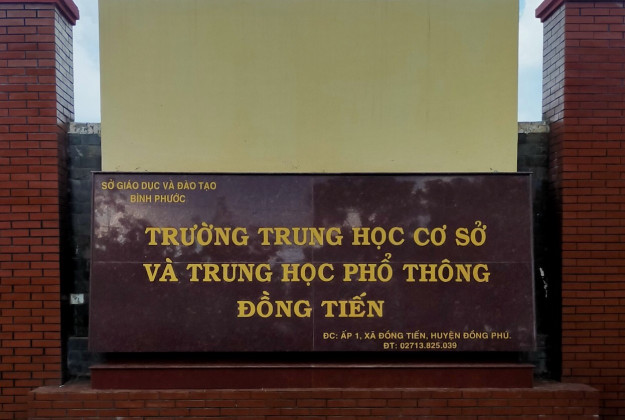 SỞ GIÁO DỤC VÀ ĐÀO TẠO
BÌNH PHƯỚC
TRƯỜNG TRUNG HỌC CƠ SỞ
VÀ TRUNG HỌC PHỔ THÔNG
ĐỒNG TIẾN
ĐC: ẤP 1, XÃ ĐỒNG TIẾN, HUYỆN ĐỒNG PHÚ.
ĐT: 02713.825.039